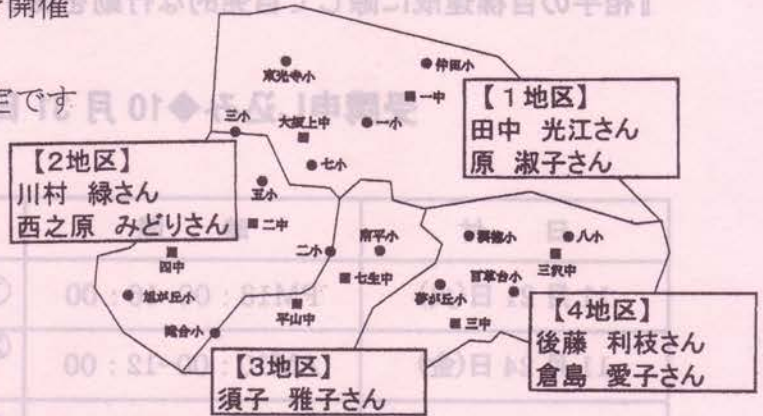 開催
定です
仲田小
東光寺小
一中
三小
大坂上中
一小
七小
【1地区】
田中 光江さん
原 淑子さん
【2地区】
川村 緑さん
西之原 みどりさん
五小
二中
四中
旭が丘小
滝合小
二小
南平小
七生中
平山中
潤徳小
八小
三沢中
百草台小
夢が丘小
三中
【3地区】
須子 雅子さん
【4地区】
後藤 利枝さん
倉島 愛子さん